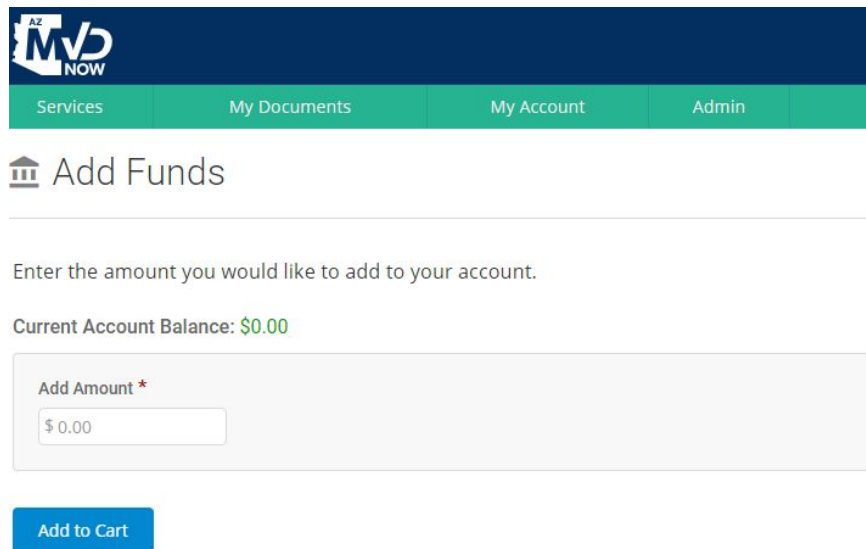 AZ
MVD
NOW
Services My Documents My Account Admin
Add Funds
Enter the amount you would like to add to your account.
Current Account Balance: $0.00
Add Amount *
$ 0.00
Add to Cart